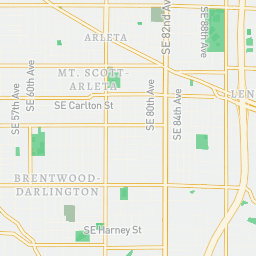 SE 82nd Ave
SE 88th Ave
ARLETA
MT. SCOTT-
ARLETA
SE 60th Ave
SE 57th Ave
SE Carlton St
SE 80th Ave
SE 84th Ave
LEN
BRENTWOOD-
DARLINGTON
SE Harney St